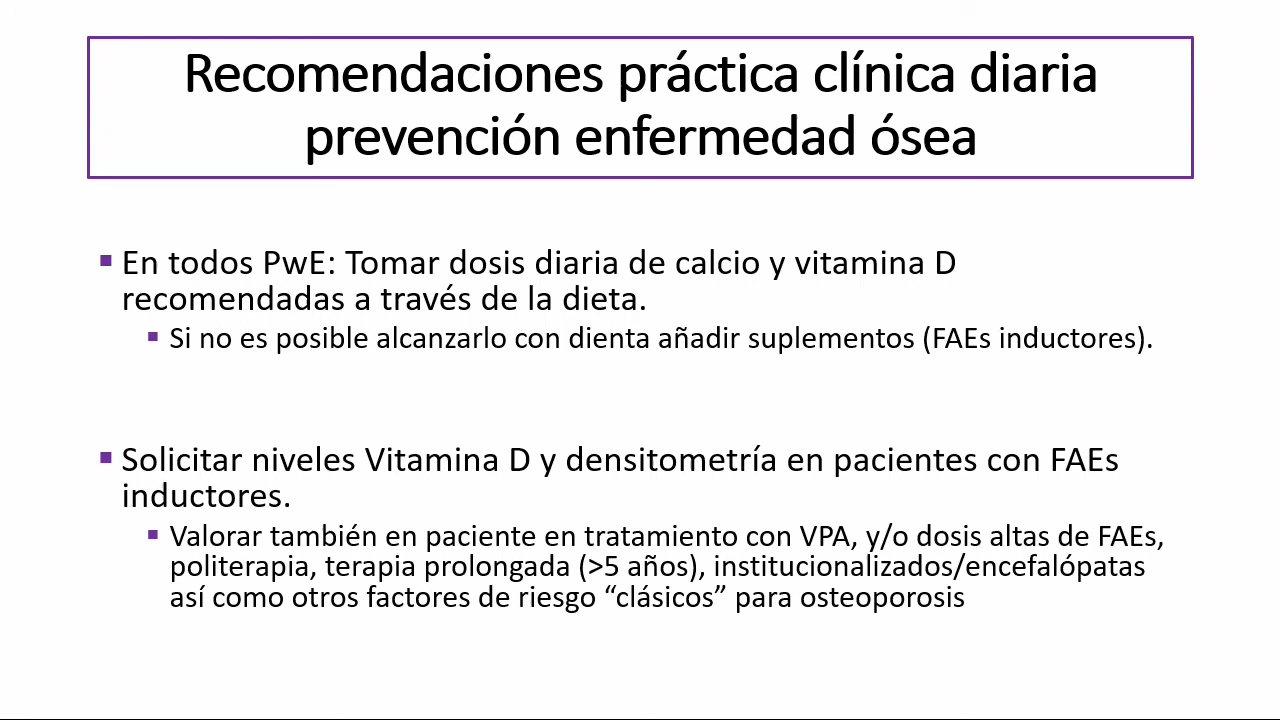 Recomendaciones práctica clínica diaria
prevención enfermedad ósea
▪ En todos PwE: Tomar dosis diaria de calcio y vitamina D
recomendadas a través de la dieta.
▪ Si no es posible alcanzarlo con dienta añadir suplementos (FAEs inductores).
▪ Solicitar niveles Vitamina D y densitometría en pacientes con FAEs
inductores.
▪ Valorar también en paciente en tratamiento con VPA, y/o dosis altas de FAEs,
politerapia, terapia prolongada (>5 años), institucionalizados/encefalópatas
así como otros factores de riesgo “clásicos” para osteoporosis